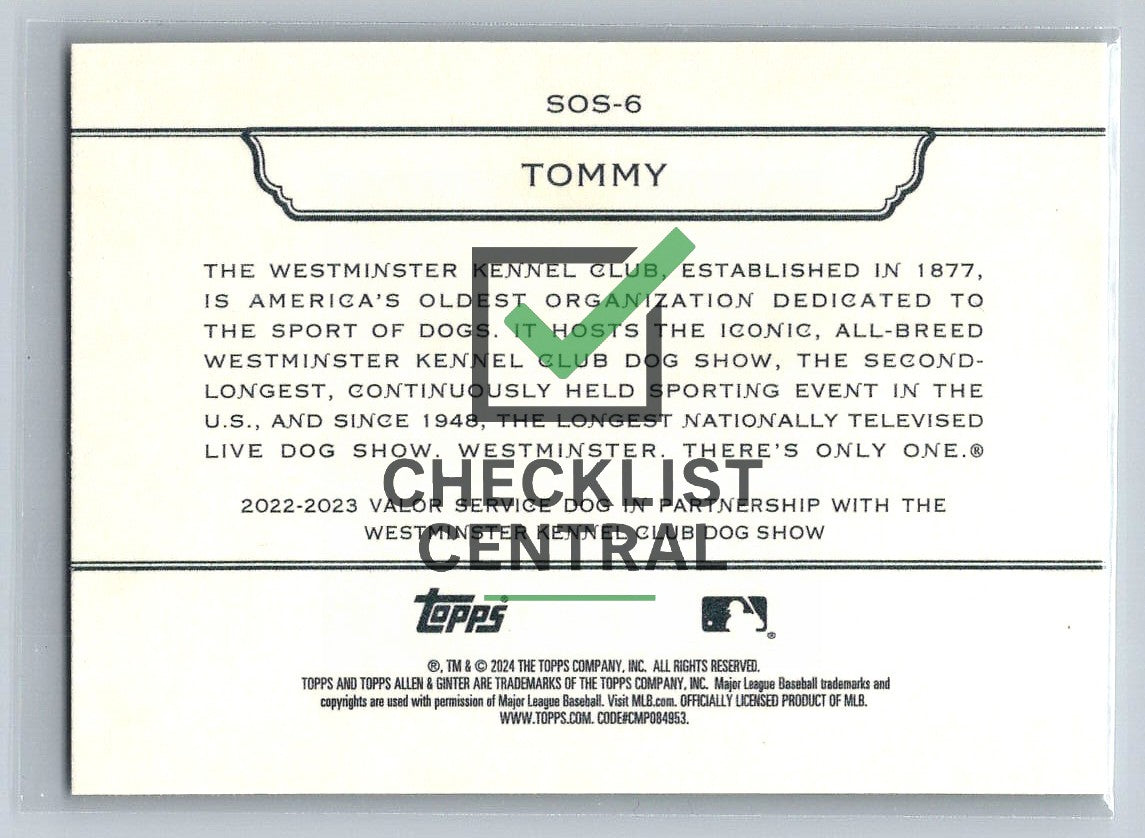 SOS-6
TOMMY
THE WESTMINSTER KENNEL CLUB, ESTABLISHED IN 1877,
IS AMERICA'S OLDEST ORGANIZATION DEDICATED TO
THE SPORT OF DOGS. IT HOSTS THE ICONIC, ALL-BREED
WESTMINSTER KENNEL CLUB DOG SHOW, THE SECOND-
LONGEST, CONTINUOUSLY HELD SPORTING EVENT IN THE
U.S., AND SINCE 1948, THE LONGEST NATIONALLY TELEVISED
LIVE DOG SHOW. WESTMINSTER. THERE'S ONLY ONE.®
CHECKLIST
2022-2023 VALOR SERVICE DOG IN PARTNERSHIP WITH THE
WESTMINSTER KENNEL CLUB DOG SHOW
CENTRAL
topps®
®
®, TM & © 2024 THE TOPPS COMPANY, INC. ALL RIGHTS RESERVED.
TOPPS AND TOPPS ALLEN & GINTER ARE TRADEMARKS OF THE TOPPS COMPANY, INC. Major League Baseball trademarks and
copyrights are used with permission of Major League Baseball. Visit MLB.com. OFFICIALLY LICENSED PRODUCT OF MLB.
WWW.TOPPS.COM. CODE#CMP084953.